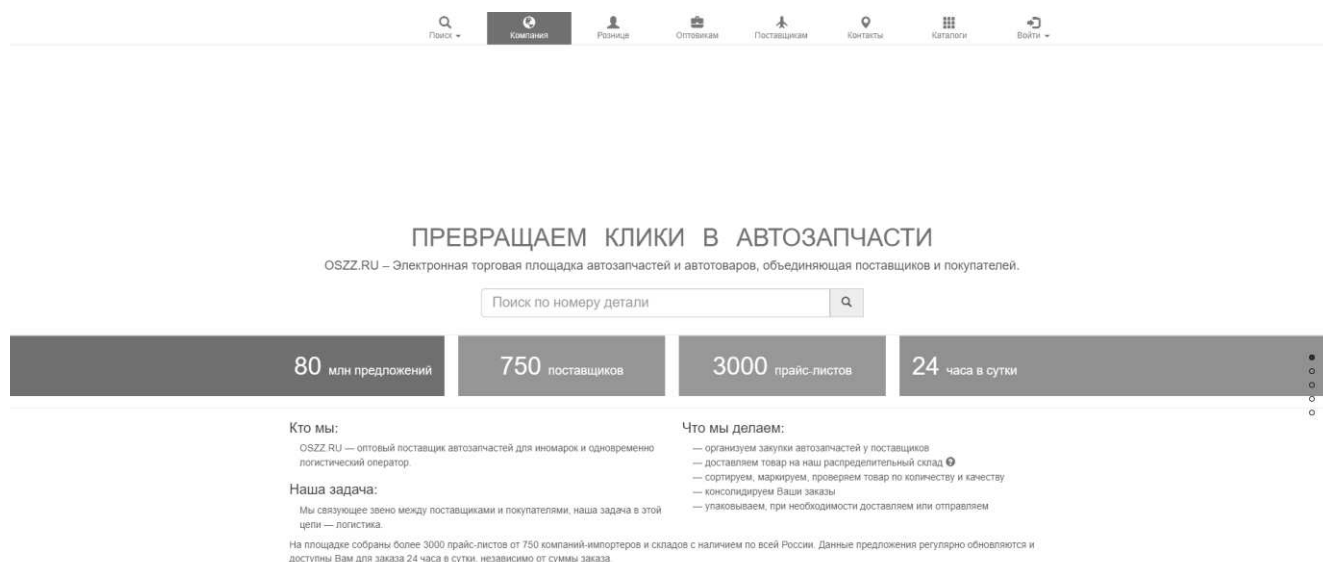 Поиск
Компания
Рознице
Оптовикам
Поставщикам
Контакты
Каталоги
Войти
ПРЕВРАЩАЕМ КЛИКИ В АВТОЗАПЧАСТИ
OSZZ.RU – Электронная торговая площадка автозапчастей и автотоваров, объединяющая поставщиков и покупателей.
Поиск по номеру детали
80 млн предложений
750 поставщиков
3000 прайс-листов
24 часа в сутки
Кто мы:
OSZZ.RU — оптовый поставщик автозапчастей для иномарок и одновременно
логистический оператор.
Наша задача:
Мы связующее звено между поставщиками и покупателями, наша задача в этой
цепи — логистика.
Что мы делаем:
— организуем закупки автозапчастей у поставщиков
— доставляем товар на наш распределительный склад
— сортируем, маркируем, проверяем товар по количеству и качеству
— консолидируем Ваши заказы
— упаковываем, при необходимости доставляем или отправляем
На площадке собраны более 3000 прайс-листов от 750 компаний-импортеров и складов с наличием по всей России. Данные предложения регулярно обновляются и
доступны Вам для заказа 24 часа в сутки, независимо от суммы заказа.